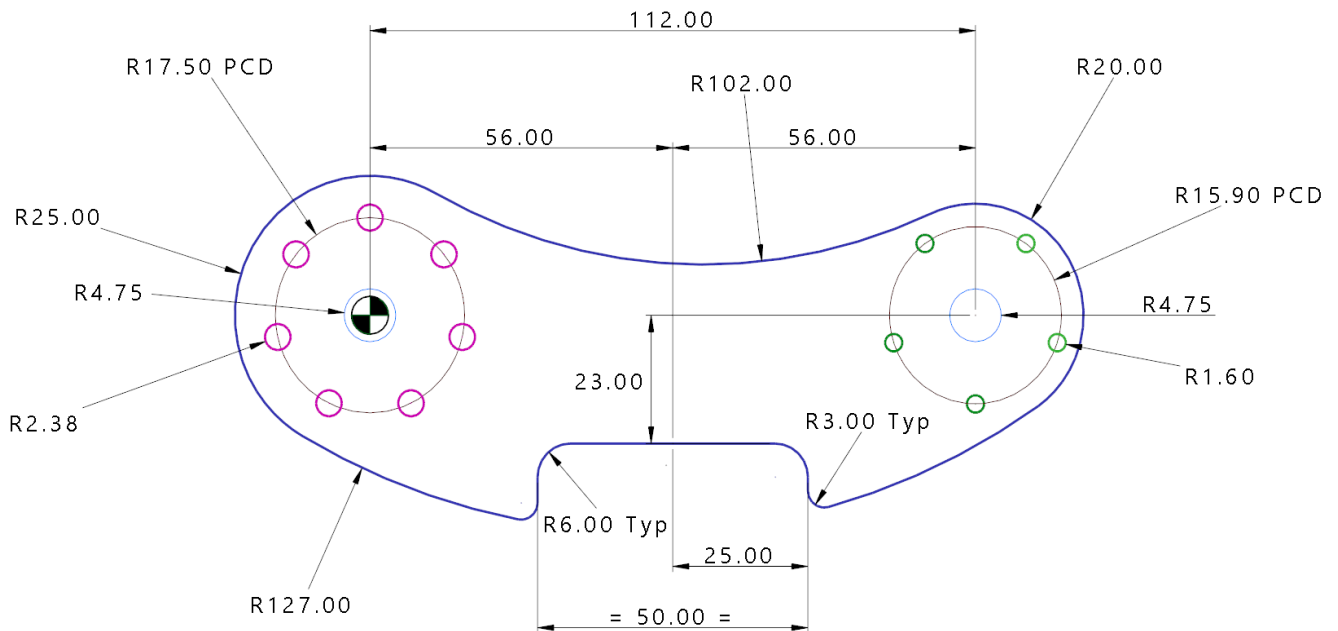 112.00
R17.50 PCD
R102.00
R20.00
56.00
56.00
R25.00
R15.90 PCD
R4.75
R4.75
23.00
R1.60
R2.38
R3.00 Typ
R6.00 Typ
25.00
R127.00
= 50.00 =